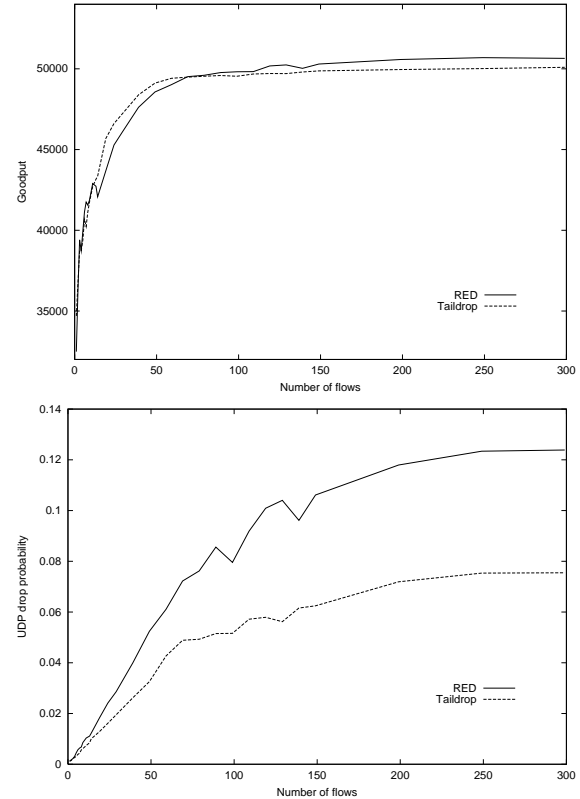 50000
45000
40000
35000
Goodput
RED
Taildrop
0 50 100 150 200 250 300
Number of flows
0.14
0.12
0.1
0.08
0.06
0.04
0.02
0
UDP drop probability
RED
Taildrop
0 50 100 150 200 250 300
Number of flows